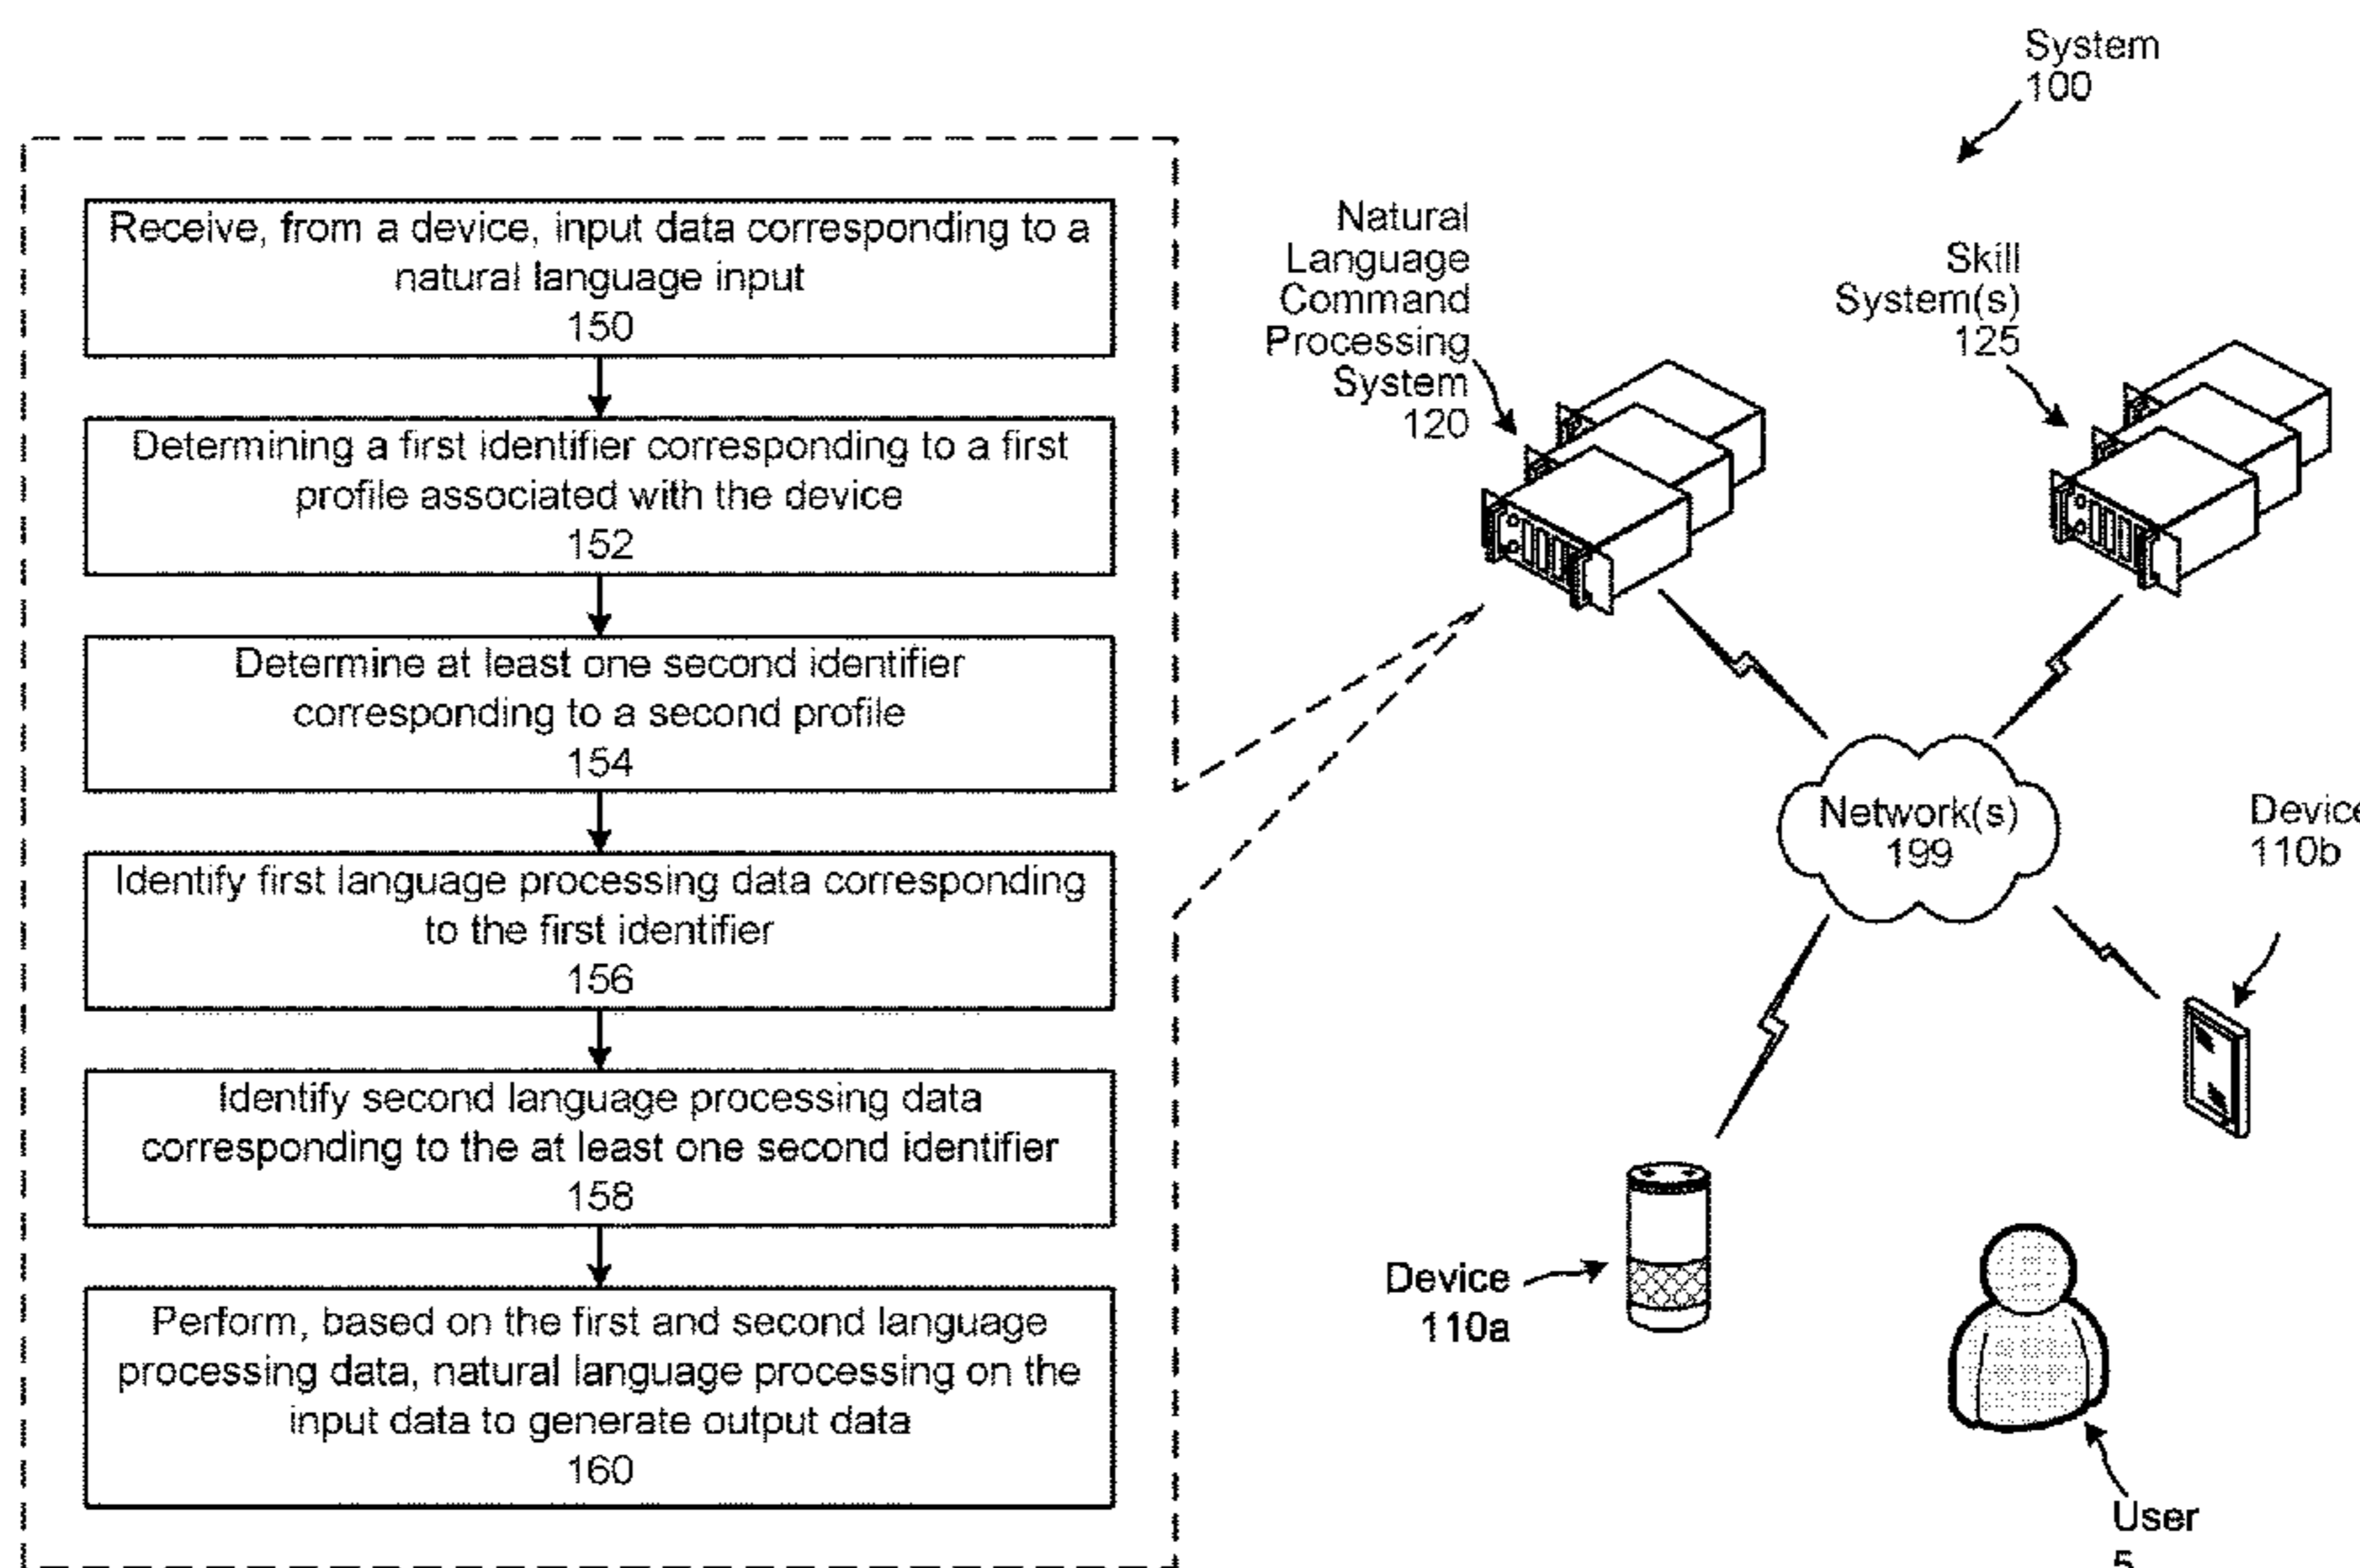 System
100
Receive, from a device, input data corresponding to a
natural language input
150
Determining a first identifier corresponding to a first
profile associated with the device
152
Determine at least one second identifier
corresponding to a second profile
154
Identify first language processing data corresponding
to the first identifier
156
Identify second language processing data
corresponding to the at least one second identifier
158
Perform, based on the first and second language
processing data, natural language processing on the
input data to generate output data
160
Natural
Language
Command
Processing
System
120
Skill
System(s)
125
Network(s)
199
Device
110b
Device
110a
User
5